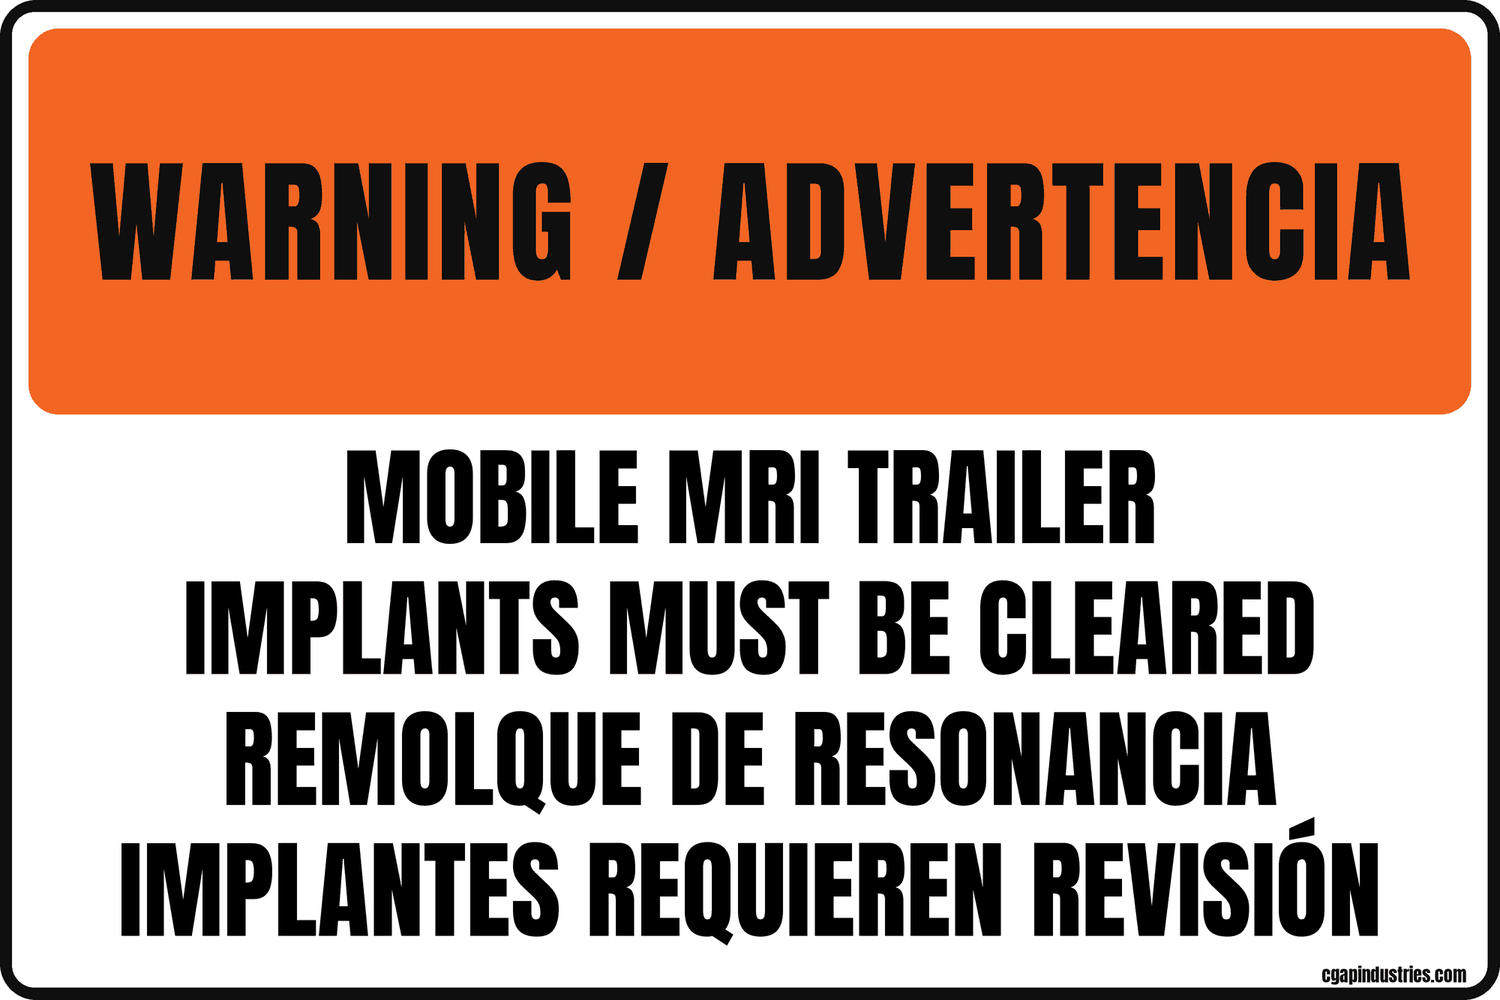 WARNING / ADVERTENCIA
MOBILE MRI TRAILER
IMPLANTS MUST BE CLEARED
REMOLQUE DE RESONANCIA
IMPLANTES REQUIEREN REVISIÓN
cgapindustries.com